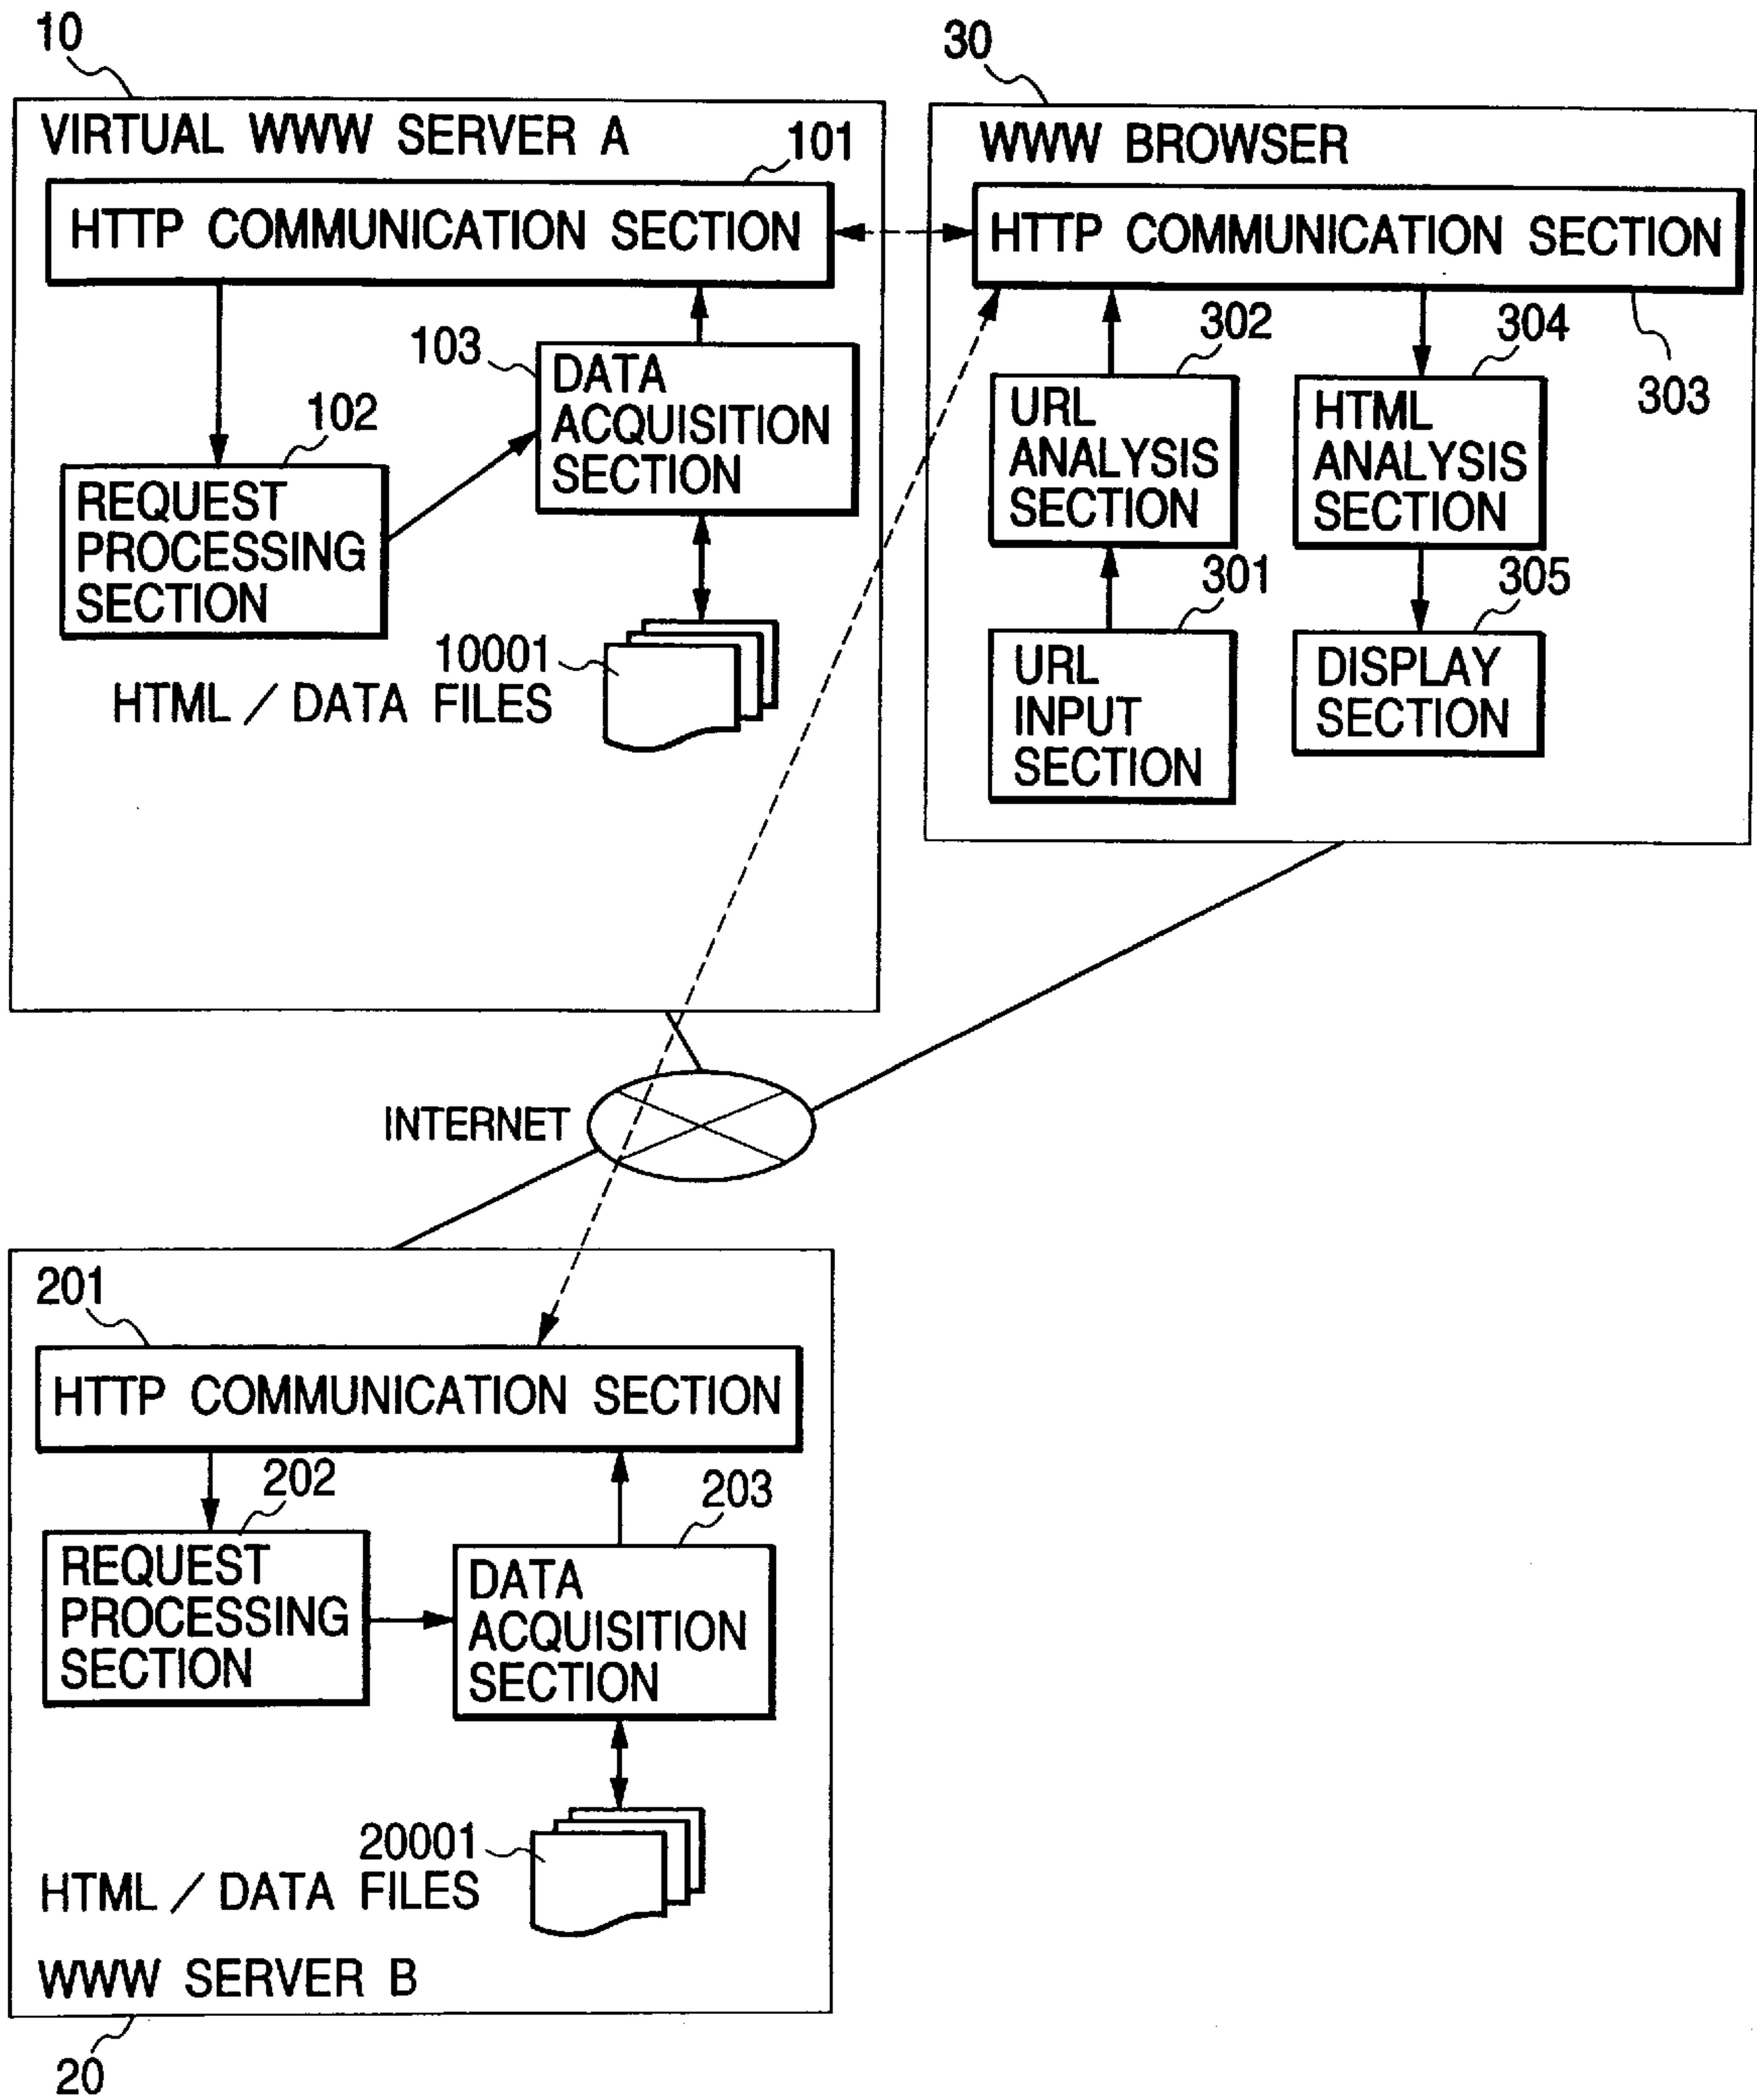 10
VIRTUAL WWW SERVER A
101
HTTP COMMUNICATION SECTION
103
DATA
ACQUISITION
SECTION
102
REQUEST
PROCESSING
SECTION
10001
HTML / DATA FILES
30
WWW BROWSER
HTTP COMMUNICATION SECTION
302
304
303
URL
ANALYSIS
SECTION
HTML
ANALYSIS
SECTION
301
305
URL
INPUT
SECTION
DISPLAY
SECTION
INTERNET
201
HTTP COMMUNICATION SECTION
202
203
REQUEST
PROCESSING
SECTION
DATA
ACQUISITION
SECTION
20001
HTML / DATA FILES
WWW SERVER B
20